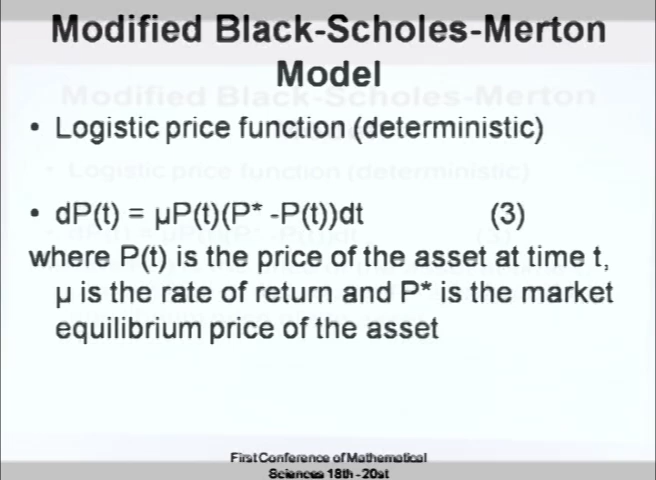 Modified Black-Scholes-Merton
Model
• Logistic price function (deterministic)
• dP(t) = µP(t)(P* -P(t))dt (3)
where P(t) is the price of the asset at time t,
µ is the rate of return and P* is the market
equilibrium price of the asset
First Conference of Mathematical
Sciences 18th -20st